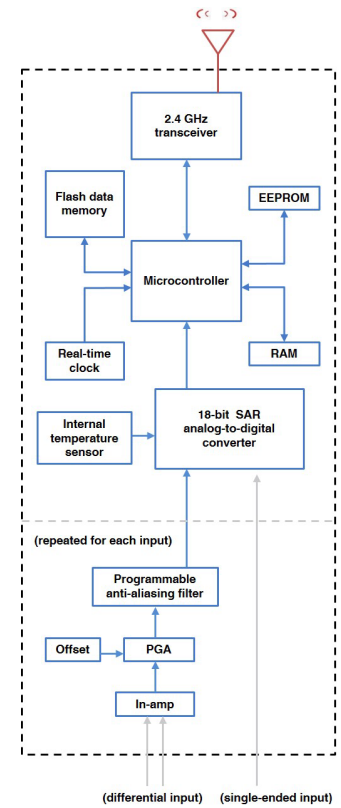 2.4 GHz
transceiver
Flash data
memory
EEPROM
Microcontroller
Real-time
clock
RAM
18-bit SAR
analog-to-digital
converter
Internal
temperature
sensor
(repeated for each input)
Programmable
anti-aliasing filter
Offset
PGA
In-amp
(differential input)
(single-ended input)